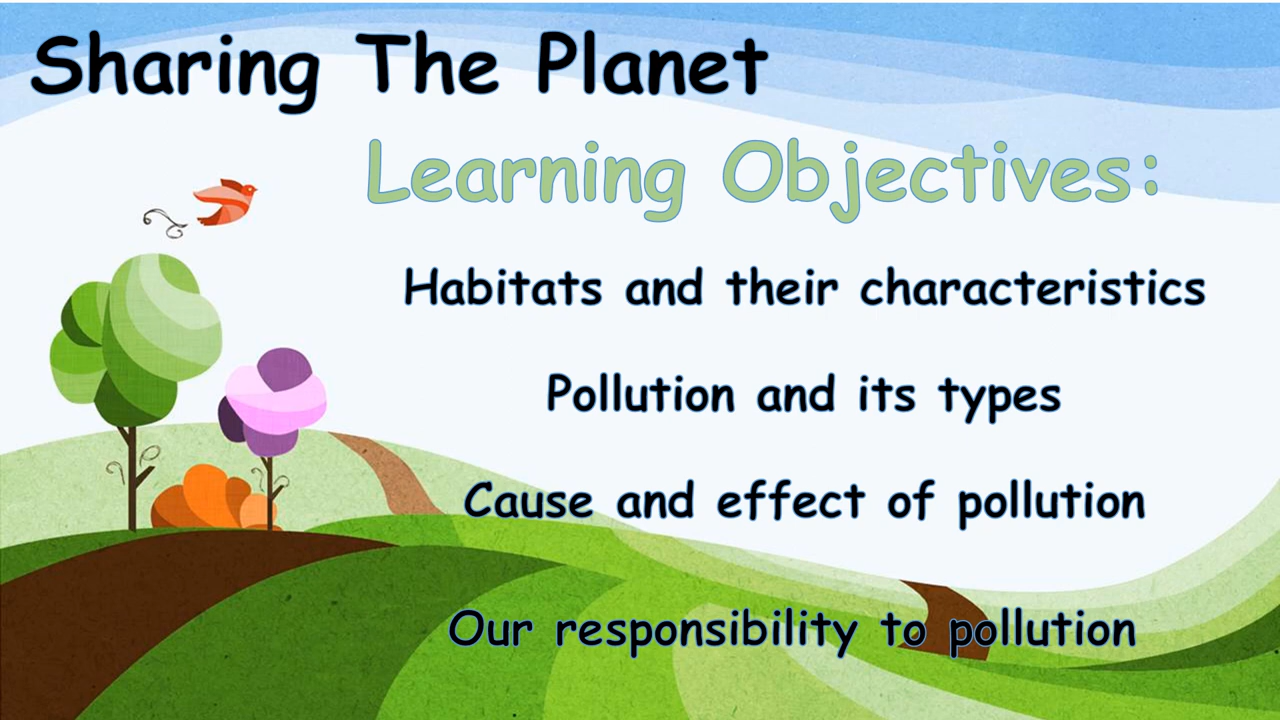 Sharing The Planet
Learning Objectives:
Habitats and their characteristics
Pollution and its types
Cause and effect of pollution
Our responsibility to pollution